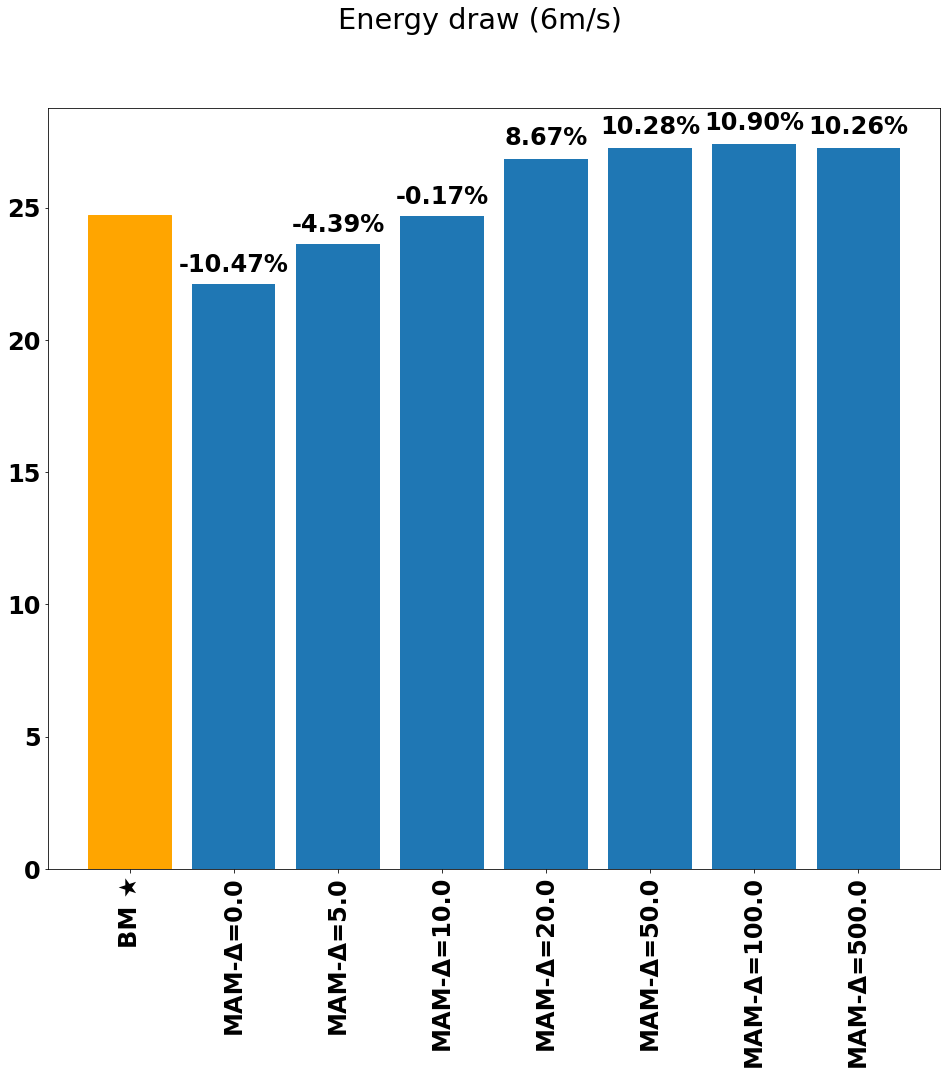 Energy draw (6m/s)
10.90%
10.28%
10.26%
8.67%
-0.17%
-4.39%
-10.47%
25
20
15
10
5
0
BM ★
MAM-Δ=0.0
MAM-Δ=5.0
MAM-Δ=10.0
MAM-Δ=20.0
MAM-Δ=50.0
MAM-Δ=100.0
MAM-Δ=500.0